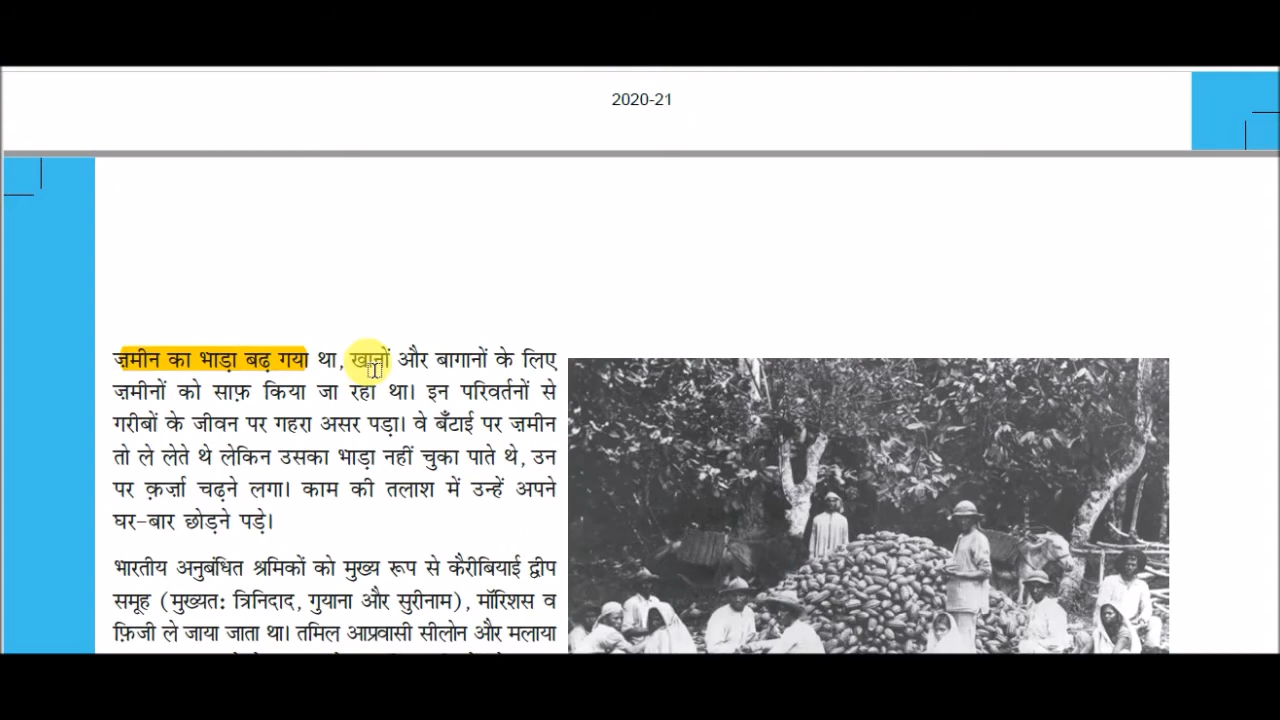 2020-21
ज़मीन का भाड़ा बढ़ गया था, खानों और बागानों के लिए
ज़मीनों को साफ़ किया जा रहा था। इन परिवर्तनों से
गरीबों के जीवन पर गहरा असर पड़ा। वे बँटाई पर ज़मीन
तो ले लेते थे लेकिन उसका भाड़ा नहीं चुका पाते थे, उन
पर क़र्जा चढ़ने लगा। काम की तलाश में उन्हें अपने
घर-बार छोड़ने पड़े।
भारतीय अनुबंधित श्रमिकों को मुख्य रूप से कैरीबियाई द्वीप
समूह (मुख्यत: त्रिनिदाद, गुयाना और सुरीनाम), मॉरिशस व
फ़िजी ले जाया जाता था। तमिल आप्रवासी सीलोन और मलाया